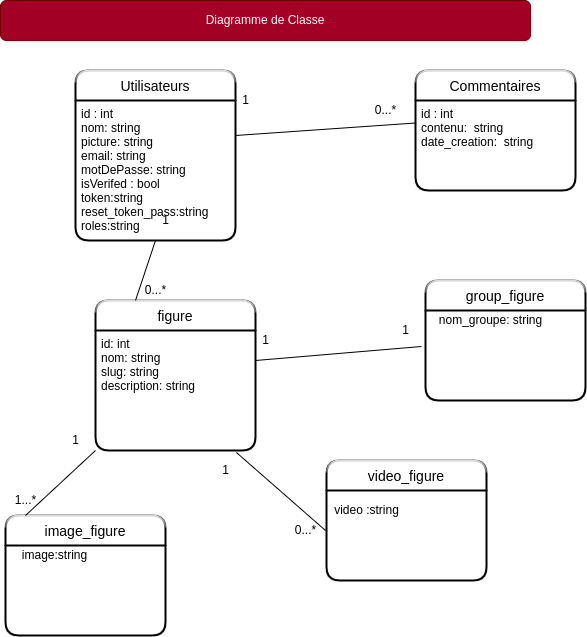 Diagramme de Classe
Utilisateurs
id : int
nom: string
picture: string
email: string
motDePasse: string
isVerifed : bool
token:string
reset_token_pass:string
roles:string
1
0...*
Commentaires
id : int
contenu:  string
date_creation:  string
1
0...*
figure
id: int
nom: string
slug: string
description: string
1
1
group_figure
nom_groupe: string
1
1...*
image_figure
image:string
1
0...*
video_figure
video :string